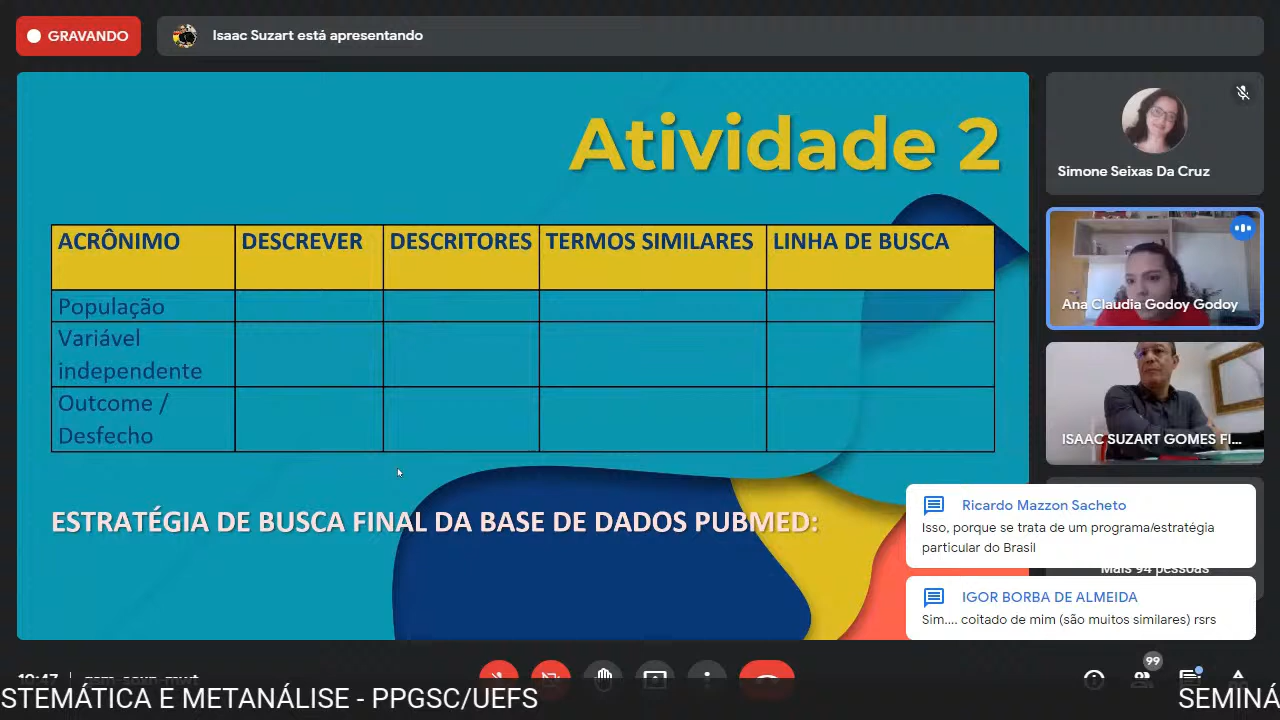 GRAVANDO
Isaac Suzart está apresentando
Atividade 2
ACRÔNIMO DESCREVER DESCRITORES TERMOS SIMILARES LINHA DE BUSCA
População
Variável
independente
Outcome /
Desfecho
ESTRATÉGIA DE BUSCA FINAL DA BASE DE DADOS PUBMED:
Simone Seixas Da Cruz
Ana Claudia Godoy Godoy
ISAAC SUZART GOMES FI...
Ricardo Mazzon Sacheto
Isso, porque se trata de um programa/estratégia
particular do Brasil
Mais 94 pessoas
IGOR BORBA DE ALMEIDA
Sim.... coitado de mim (são muitos similares) rsrs
99
STEMÁTICA E METANÁLISE - PPGSC/UEFS
SEMINÁ